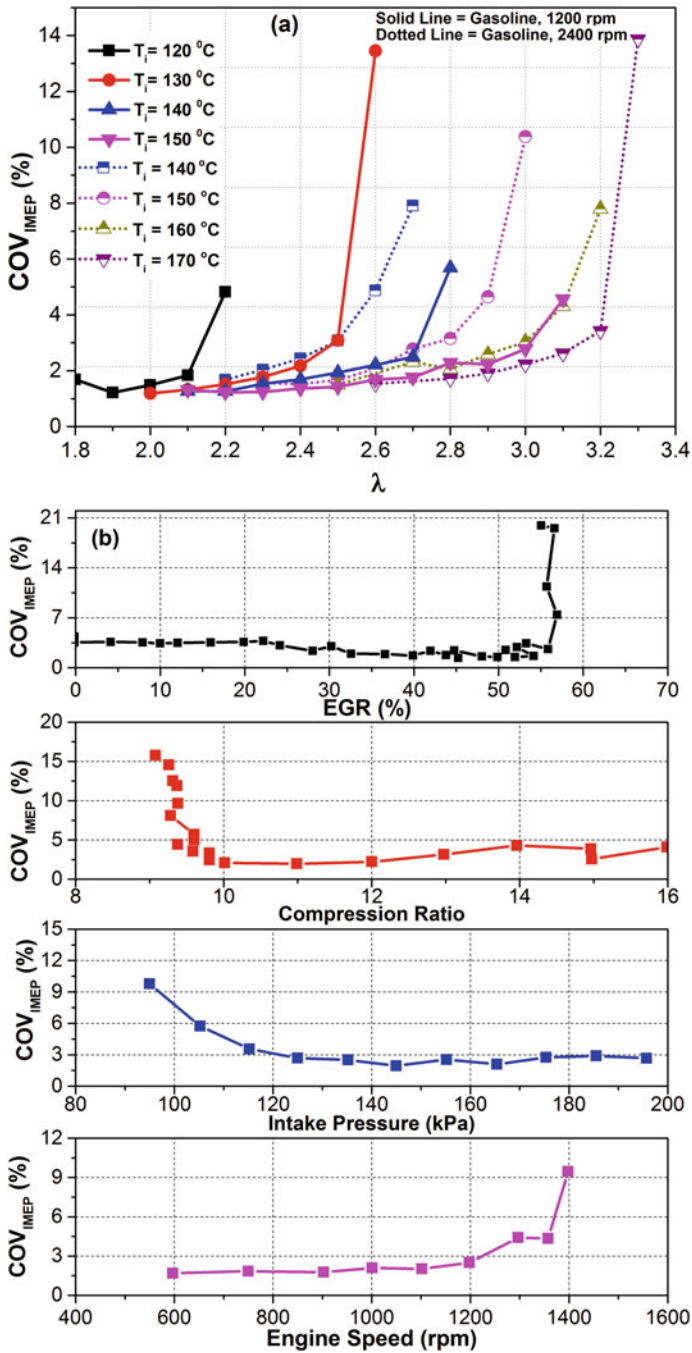 (a)
Solid Line = Gasoline, 1200 rpm
Dotted Line = Gasoline, 2400 rpm
Ti= 120 ⁰C
Ti= 130 ⁰C
Ti= 140 ⁰C
Ti= 150 ⁰C
Ti= 140 °C
Ti= 150 °C
Ti = 160 °C
Ti = 170 °C
COVIMEP (%)
14
12
10
8
6
4
2
0
1.8 2.0 2.2 2.4 2.6 2.8 3.0 3.2 3.4
λ
(b)
COVIMEP (%)
21
14
7
0
0 10 20 30 40 50 60 70
EGR (%)
COVIMEP (%)
20
15
10
5
0
8 10 12 14 16
Compression Ratio
COVIMEP (%)
15
12
9
6
3
0
80 100 120 140 160 180 200
Intake Pressure (kPa)
COVIMEP (%)
12
9
6
3
0
400 600 800 1000 1200 1400 1600
Engine Speed (rpm)